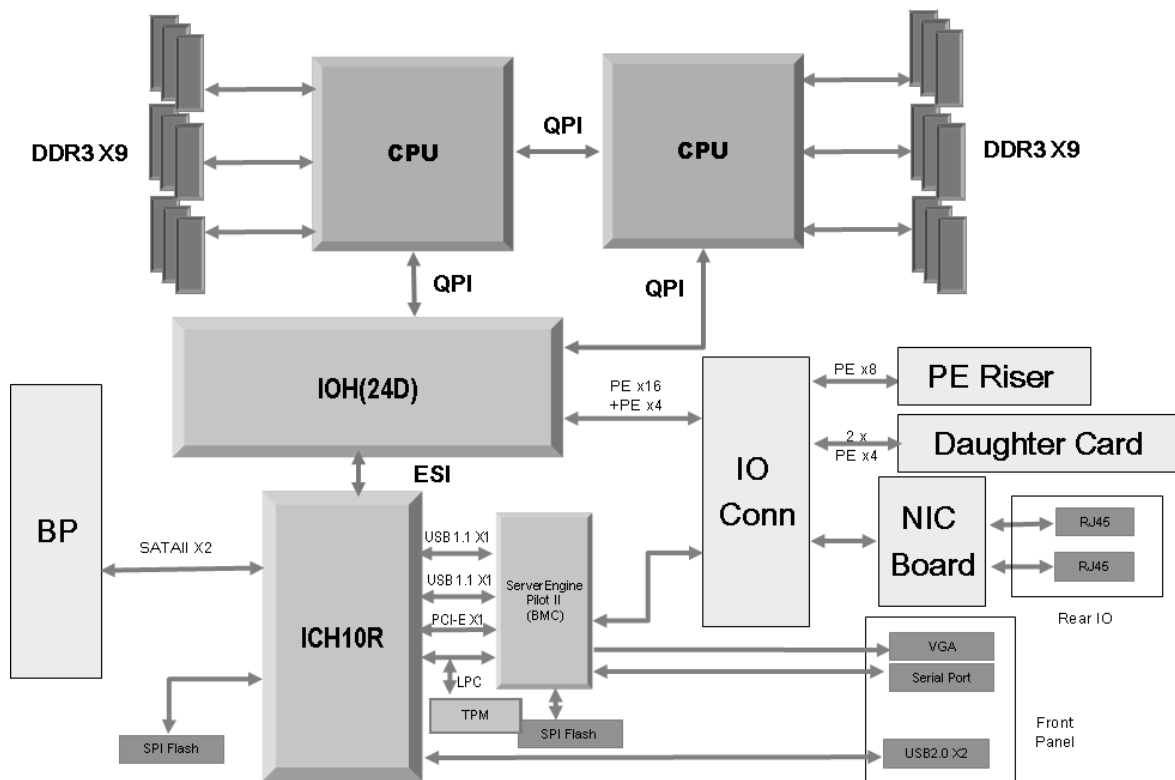 DDR3 X9
CPU
QPI
CPU
DDR3 X9
QPI
QPI
IOH(24D)
PE x16
+PE x4
PE x8
PE Riser
2 x
PE x4
Daughter Card
IO
Conn
ESI
BP
SATAII X2
ICH10R
USB 1.1 X1
USB 1.1 X1
PCI-E X1
LPC
TPM
ServerEngine
Pilot II
(BMC)
SPI Flash
SPI Flash
NIC
Board
RJ45
RJ45
Rear IO
VGA
Serial Port
USB2.0 X2
Front
Panel